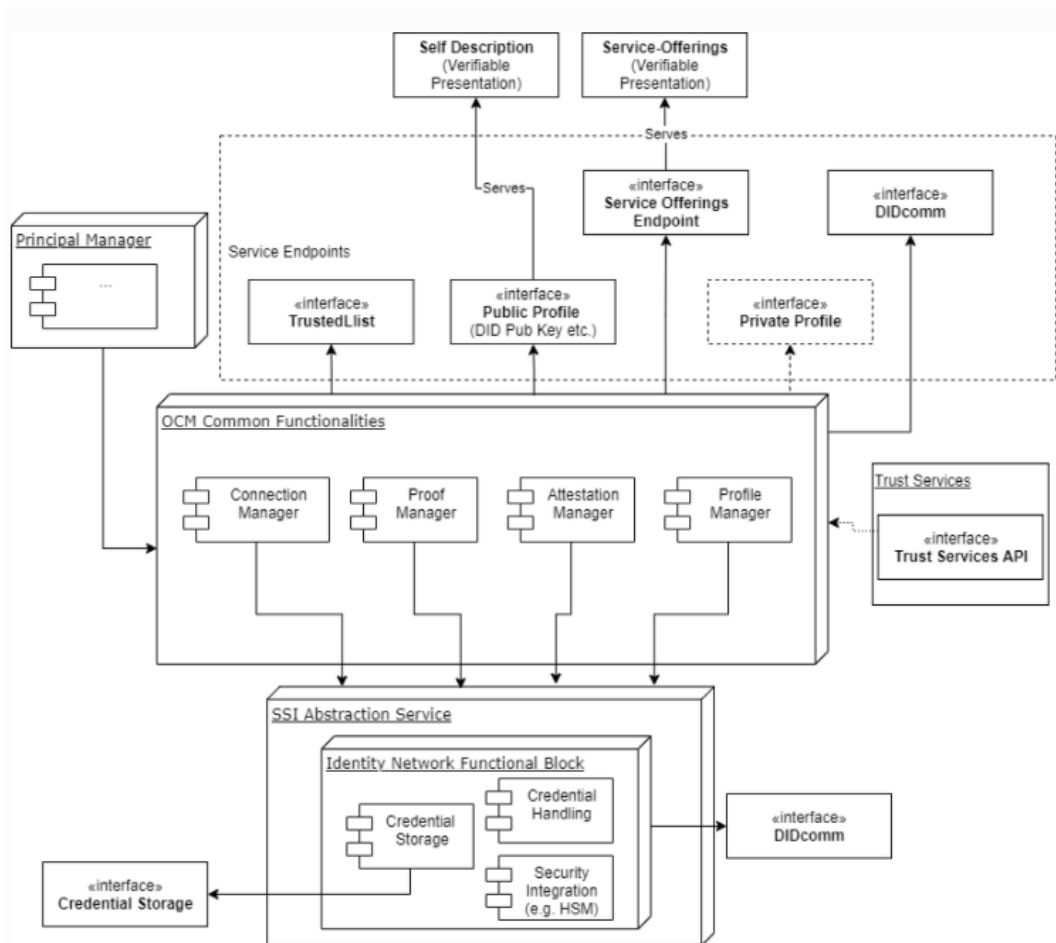 Self Description
(Verifiable
Presentation)
Service-Offerings
(Verifiable
Presentation)
Serves
«interface»
Service Offerings
Endpoint
«interface»
DIDcomm
Serves
Principal Manager
...
Service Endpoints
«interface»
TrustedLlist
«interface»
Public Profile
(DID Pub Key etc.)
«interface»
Private Profile
OCM Common Functionalities
Connection
Manager
Proof
Manager
Attestation
Manager
Profile
Manager
Trust Services
«interface»
Trust Services API
SSI Abstraction Service
Identity Network Functional Block
Credential
Storage
Credential
Handling
Security
Integration
(e.g. HSM)
«interface»
DIDcomm
«interface»
Credential Storage